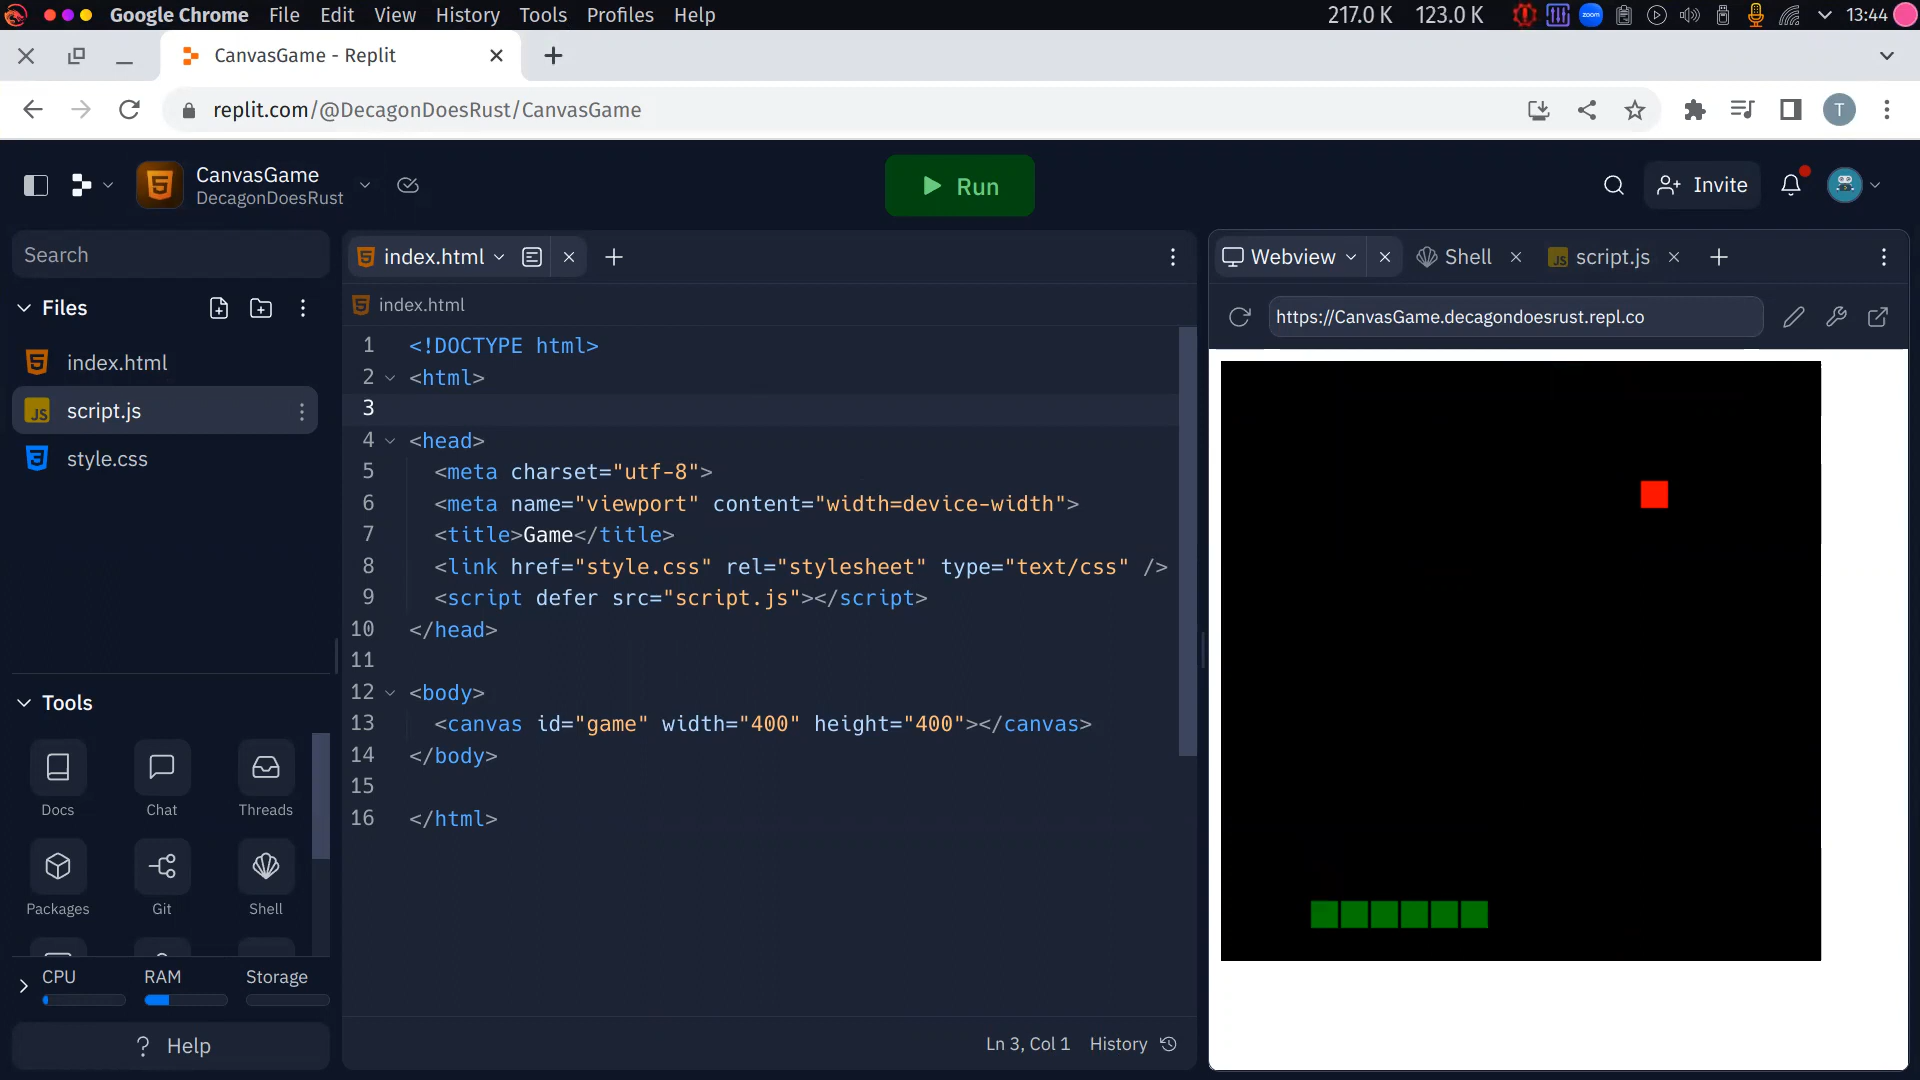 Google Chrome File Edit View History Tools Profiles Help 217.0 K 123.0 K zoom 13:44
CanvasGame - Replit
replit.com/@DecagonDoesRust/CanvasGame T
CanvasGame
DecagonDoesRust
Run
Invite
Search
Files
index.html
script.js
style.css
Tools
Docs Chat Threads
Packages Git Shell
CPU RAM Storage
? Help
index.html
index.html
1 <!DOCTYPE html>
2 <html>
3
4 <head>
5 <meta charset="utf-8">
6 <meta name="viewport" content="width=device-width">
7 <title>Game</title>
8 <link href="style.css" rel="stylesheet" type="text/css" />
9 <script defer src="script.js"></script>
10 </head>
11
12 <body>
13 <canvas id="game" width="400" height="400"></canvas>
14 </body>
15
16 </html>
Ln 3, Col 1 History
Webview Shell JS script.js
https://CanvasGame.decagondoesrust.repl.co